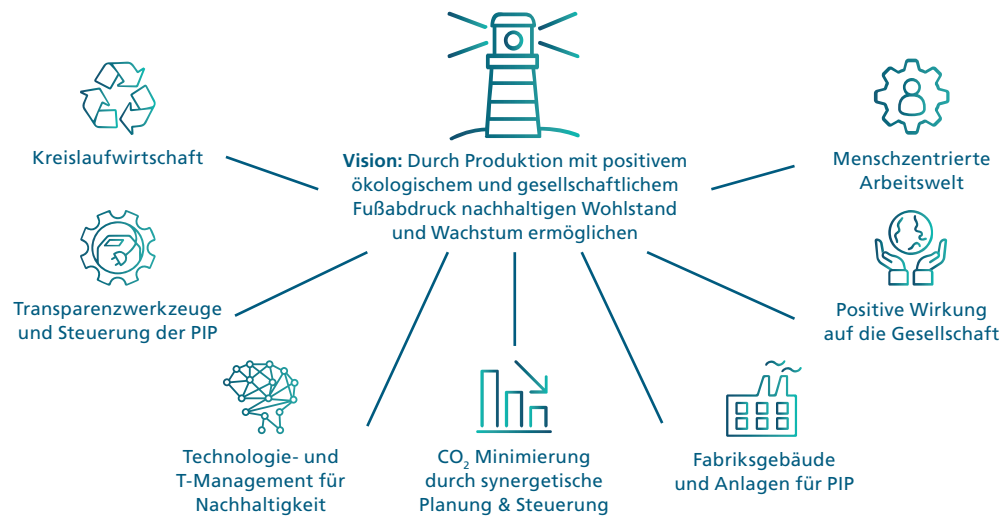 Kreislaufwirtschaft
Vision: Durch Produktion mit positivem
ökologischem und gesellschaftlichem
Fußabdruck nachhaltigen Wohlstand
und Wachstum ermöglichen
Menschzentrierte
Arbeitswelt
Transparenzwerkzeuge
und Steuerung der PIP
Positive Wirkung
auf die Gesellschaft
Technologie- und
T-Management für
Nachhaltigkeit
CO₂ Minimierung
durch synergetische
Planung & Steuerung
Fabriksgebäude
und Anlagen für PIP